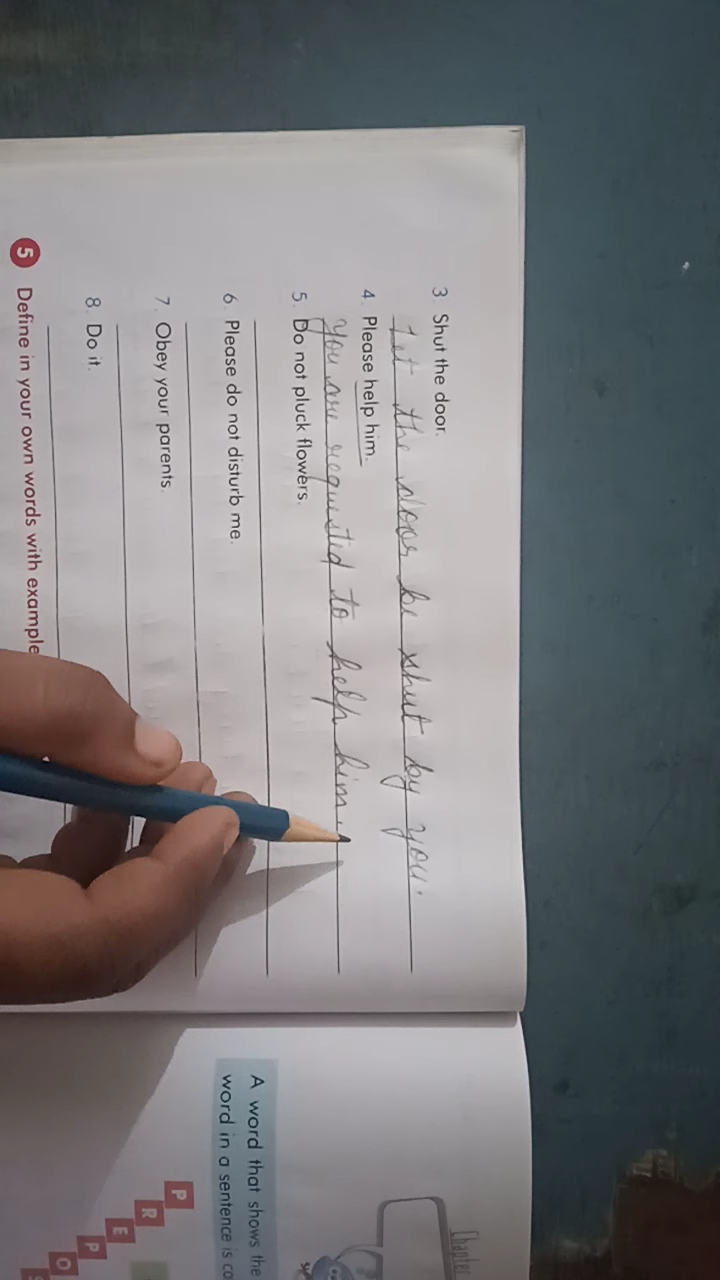 3. Shut the door.
Let the door be shut by you.
4. Please help him.
You are requested to help him.
5. Do not pluck flowers.
6. Please do not disturb me.
7. Obey your parents.
8. Do it.
5 Define in your own words with example
Chapter
A word that shows the
word in a sentence is ca
P
R
E
P
O
S